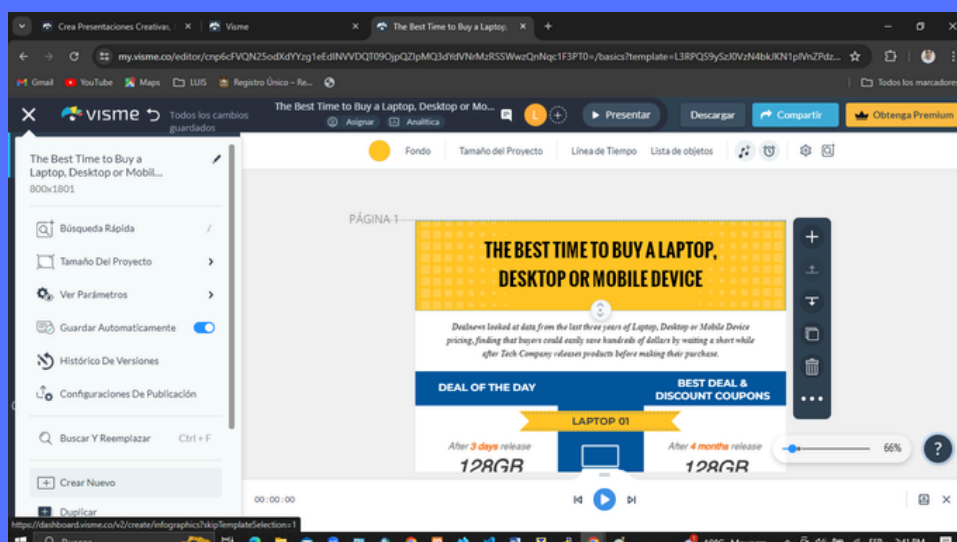 Crea Presentaciones Creativas,
Visme
The Best Time to Buy a Laptop,
my.visme.co/editor/
Gmail
YouTube
Maps
LUIS
Registro Único – Re...
Todos los marcadores
visme
Todos los cambios
guardados
The Best Time to Buy a Laptop, Desktop or Mo...
Asignar
Analítica
L
Presentar
Descargar
Compartir
Obtenga Premium
The Best Time to Buy a
Laptop, Desktop or Mobil...
800x1801
Búsqueda Rápida /
Tamaño Del Proyecto
Ver Parámetros
Guardar Automaticamente
Histórico De Versiones
Configuraciones De Publicación
Buscar Y Reemplazar Ctrl + F
Crear Nuevo
Duplicar
https://dashboard.visme.co/v2/create/infographics?skipTemplateSelection=1
Fondo
Tamaño del Proyecto
Línea de Tiempo
Lista de objetos
PÁGINA 1
THE BEST TIME TO BUY A LAPTOP,
DESKTOP OR MOBILE DEVICE
Dealnews looked at data from the last three years of Laptop, Desktop or Mobile Device
pricing, finding that buyers could easily save hundreds of dollars by waiting a short while
after Tech Company releases products before making their purchase.
DEAL OF THE DAY
BEST DEAL &
DISCOUNT COUPONS
LAPTOP 01
After 3 days release
128GB
After 4 months release
128GB
66%
?
00:00:00